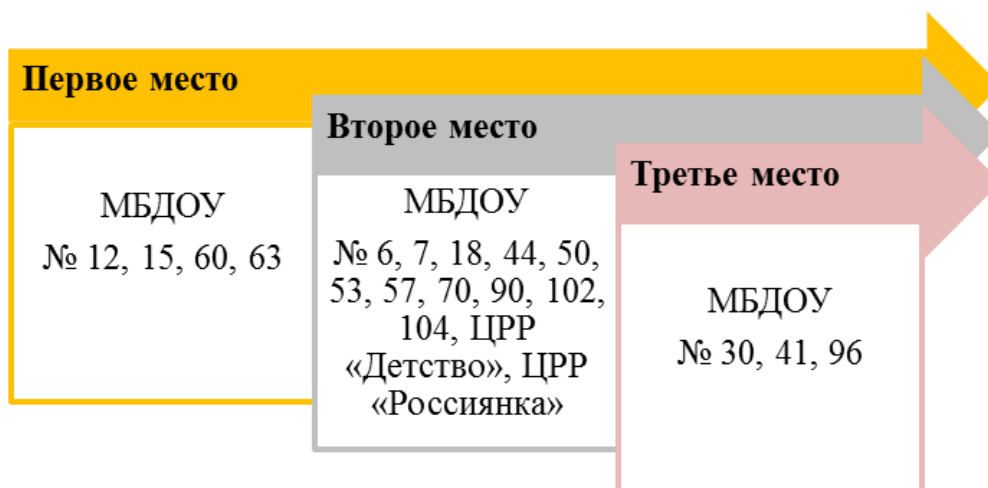 Первое место
МБДОУ
№ 12, 15, 60, 63
Второе место
МБДОУ
№ 6, 7, 18, 44, 50,
53, 57, 70, 90, 102,
104, ЦРР
«Детство», ЦРР
«Россиянка»
Третье место
МБДОУ
№ 30, 41, 96